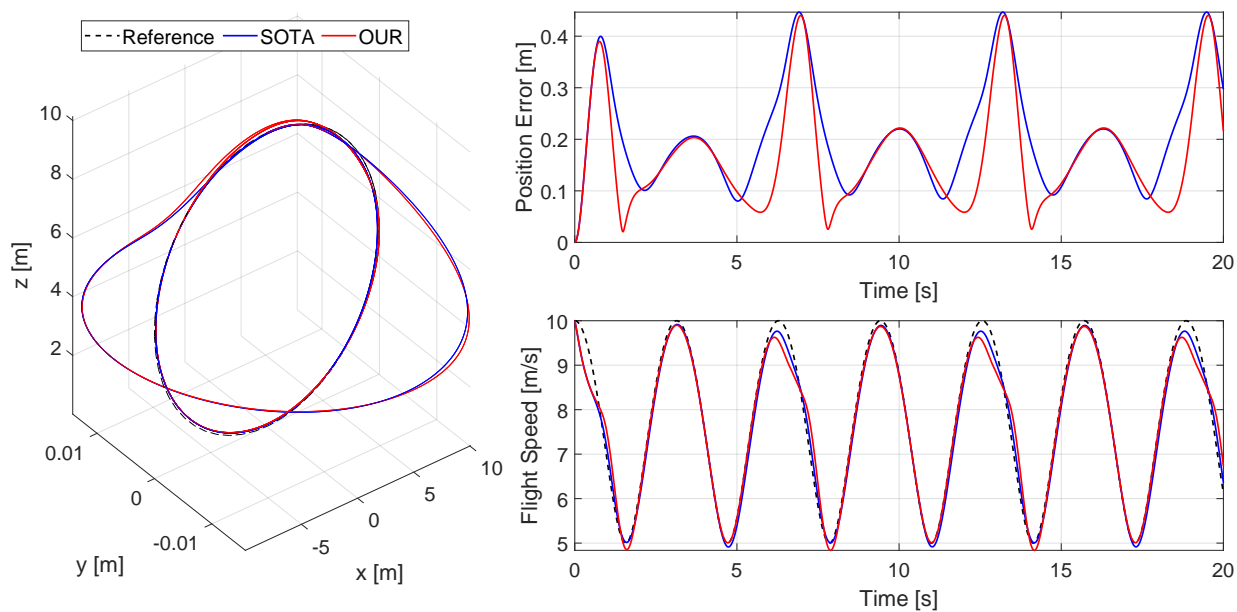 Reference SOTA OUR
10
8
6
4
2
z [m]
0.01
0
-0.01
y [m]
-5
0
5
10
x [m]
0.4
0.3
0.2
0.1
0
Position Error [m]
0 5 10 15 20
Time [s]
10
9
8
7
6
5
Flight Speed [m/s]
0 5 10 15 20
Time [s]